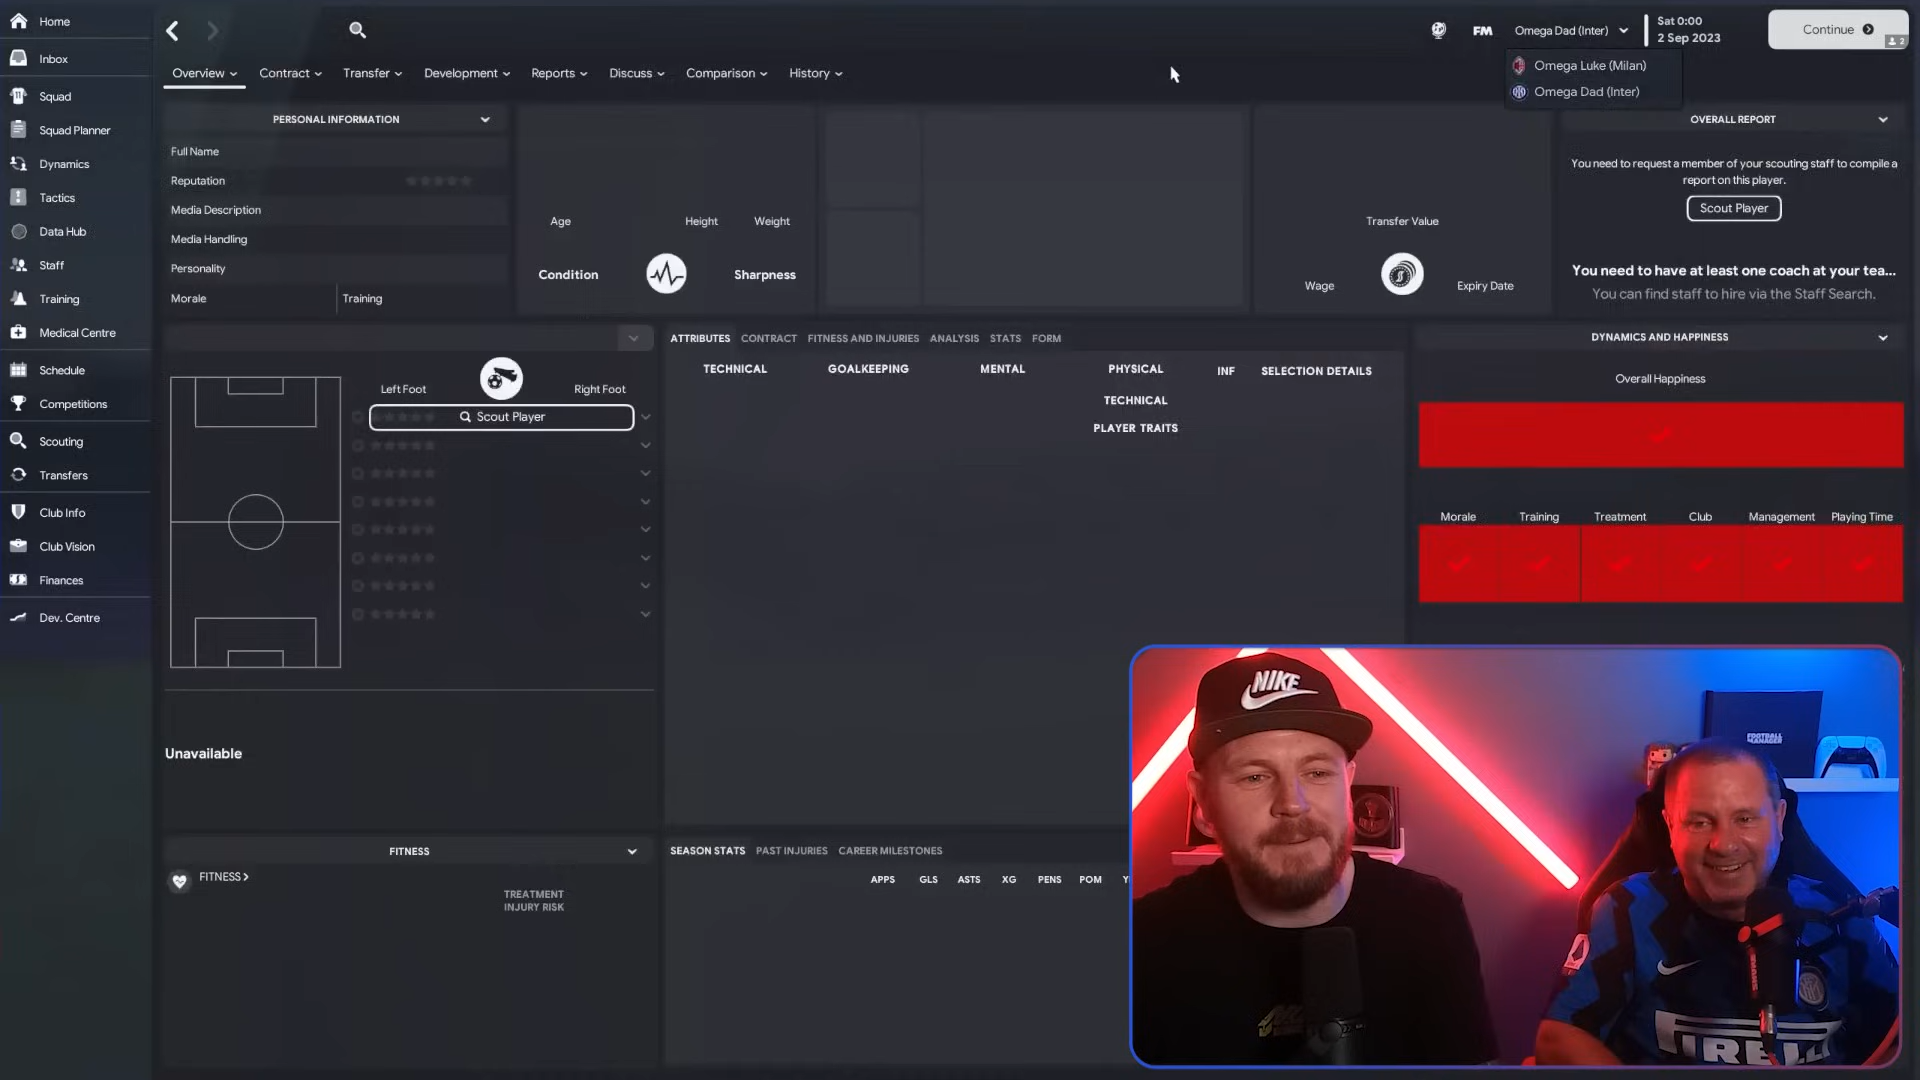 Home
Inbox
Squad
Squad Planner
Dynamics
Tactics
Data Hub
Staff
Training
Medical Centre
Schedule
Competitions
Scouting
Transfers
Club Info
Club Vision
Finances
Dev. Centre
FM
Omega Dad (Inter)
Sat 0:00
2 Sep 2023
Continue
2
Omega Luke (Milan)
Omega Dad (Inter)
Overview
Contract
Transfer
Development
Reports
Discuss
Comparison
History
PERSONAL INFORMATION
Full Name
Reputation
Media Description
Media Handling
Personality
Morale
Training
Age
Height
Weight
Condition
Sharpness
Transfer Value
Wage
Expiry Date
OVERALL REPORT
You need to request a member of your scouting staff to compile a
report on this player.
Scout Player
You need to have at least one coach at your tea...
You can find staff to hire via the Staff Search.
Left Foot
Right Foot
Scout Player
Unavailable
ATTRIBUTES
CONTRACT
FITNESS AND INJURIES
ANALYSIS
STATS
FORM
TECHNICAL
GOALKEEPING
MENTAL
PHYSICAL
INF
SELECTION DETAILS
TECHNICAL
PLAYER TRAITS
DYNAMICS AND HAPPINESS
Overall Happiness
Morale
Training
Treatment
Club
Management
Playing Time
FITNESS
FITNESS
TREATMENT
INJURY RISK
SEASON STATS
PAST INJURIES
CAREER MILESTONES
APPS
GLS
ASTS
XG
PENS
POM
NIKE
FOOTBALL
MANAGER
PIRELLI